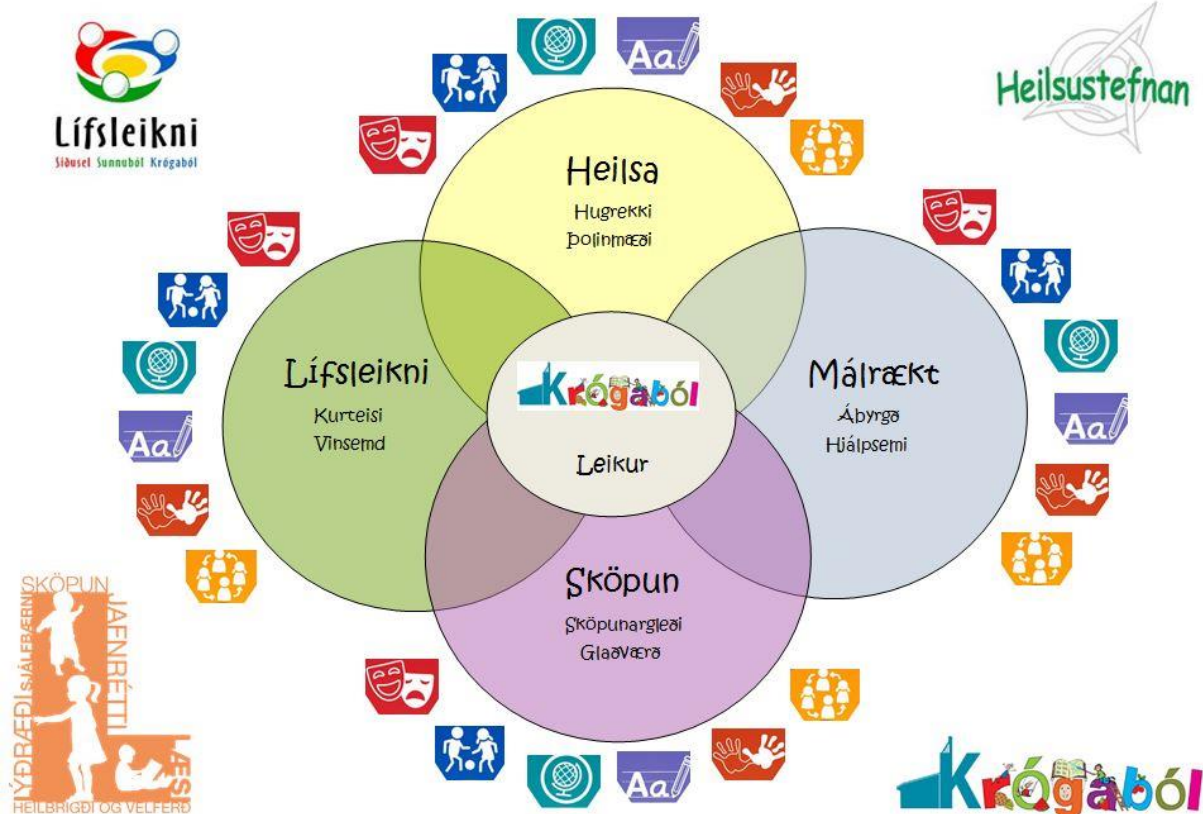 Lífsleikni
Síðusel Sunnuból Krógaból
Heilsustefnan
Aa
Heilsa
Hugrekki
Þolinmæði
Lífsleikni
Kurteisi
Vinsemd
Aa
Krógaból
Leikur
Málrækt
Ábyrgð
Hjálpsemi
Aa
Sköpun
Sköpunargleði
Glaðværð
Aa
SKÖPUN
JAFNRÉTTI
LÝÐRÆÐI
SJÁLFBÆRNI
LÆSI
HEILBRIGÐI OG VELFERÐ
Krógaból